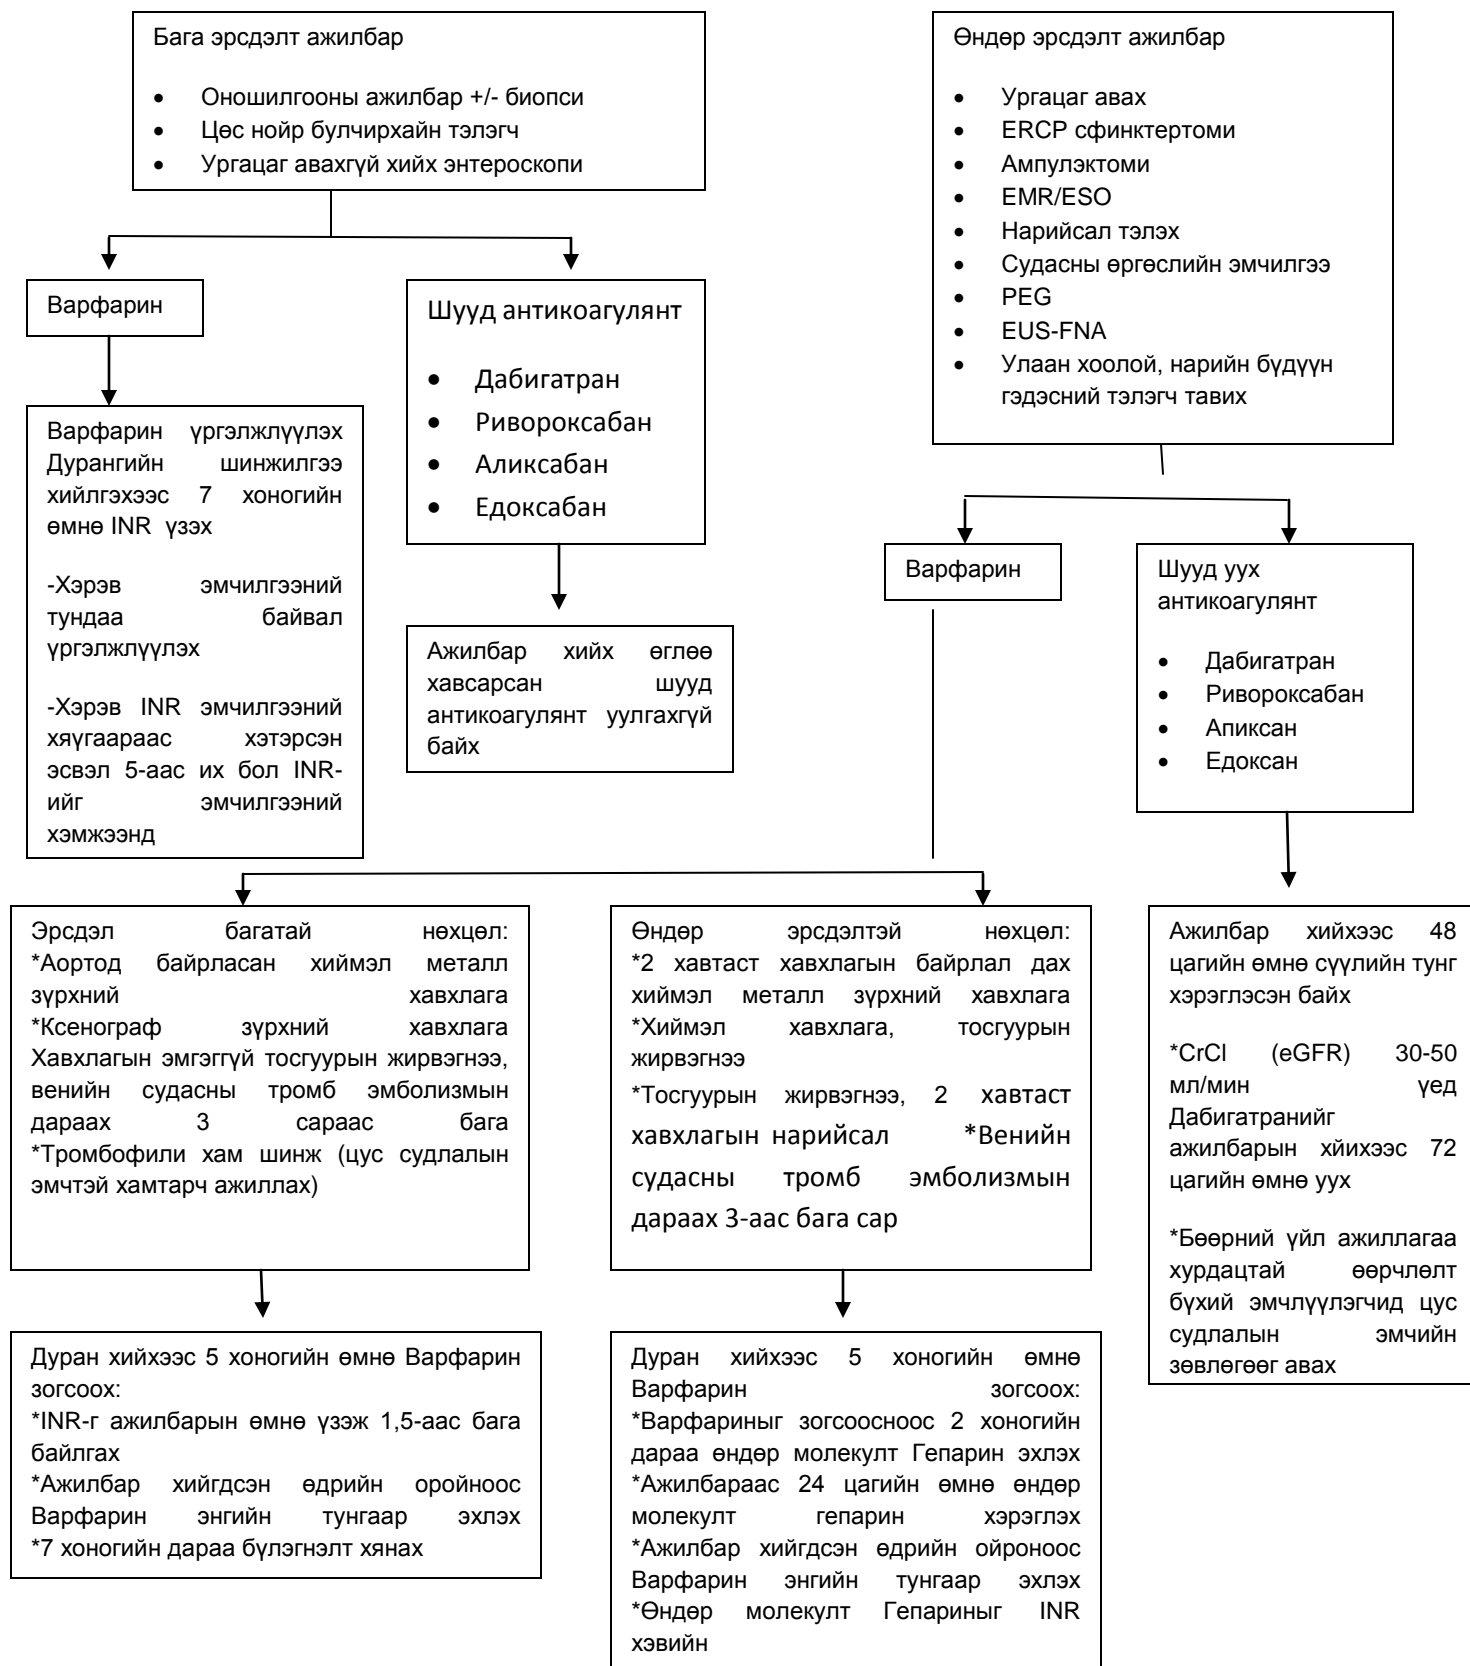 Бага эрсдэлт ажилбар
• Оношилгооны ажилбар +/- биопси
• Цөс нойр булчирхайн тэлэгч
• Ургацаг авахгүй хийх энтероскопи
Өндөр эрсдэлт ажилбар
• Ургацаг авах
• ERCP сфинктертоми
• Ампулэктоми
• EMR/ESO
• Нарийсал тэлэх
• Судасны өргөслийн эмчилгээ
• PEG
• EUS-FNA
• Улаан хоолой, нарийн бүдүүн
гэдэсний тэлэгч тавих
Варфарин
Шууд антикоагулянт
• Дабигатран
• Ривороксабан
• Аликсабан
• Едоксабан
Варфарин үргэлжлүүлэх
Дурангийн шинжилгээ
хийлгэхээс 7 хоногийн
өмнө INR үзэх
-Хэрэв эмчилгээний
тундаа байвал
үргэлжлүүлэх
-Хэрэв INR эмчилгээний
хяүгаараас хэтэрсэн
эсвэл 5-аас их бол INR-
ийг эмчилгээний
хэмжээнд
Ажилбар хийх өглөө
хавсарсан шууд
антикоагулянт уулгахгүй
байх
Варфарин
Шууд уух
антикоагулянт
• Дабигатран
• Ривороксабан
• Апиксан
• Едоксан
Эрсдэл багатай нөхцөл:
*Аортод байрласан хиймэл металл
зүрхний хавхлага
*Ксенограф зүрхний хавхлага
Хавхлагын эмгэггүй тосгуурын жирвэгнээ,
венийн судасны тромб эмболизмын
дараах 3 сараас бага
*Тромбофили хам шинж (цус судлалын
эмчтэй хамтарч ажиллах)
Өндөр эрсдэлтэй нөхцөл:
*2 хавтаст хавхлагын байрлал дах
хиймэл металл зүрхний хавхлага
*Хиймэл хавхлага, тосгуурын
жирвэгнээ
*Тосгуурын жирвэгнээ, 2 хавтаст
хавхлагын нарийсал *Венийн
судасны тромб эмболизмын
дараах 3-аас бага сар
Ажилбар хийхээс 48
цагийн өмнө сүүлийн тунг
хэрэглэсэн байх
*CrCl (eGFR) 30-50
мл/мин үед
Дабигатранийг
ажилбарын хйихээс 72
цагийн өмнө уух
*Бөөрний үйл ажиллагаа
хурдацтай өөрчлөлт
бүхий эмчлүүлэгчид цус
судлалын эмчийн
зөвлөгөөг авах
Дуран хийхээс 5 хоногийн өмнө Варфарин
зогсоох:
*INR-г ажилбарын өмнө үзэж 1,5-аас бага
байлгах
*Ажилбар хийгдсэн өдрийн оройноос
Варфарин энгийн тунгаар эхлэх
*7 хоногийн дараа бүлэгнэлт хянах
Дуран хийхээс 5 хоногийн өмнө
Варфарин зогсоох:
*Варфариныг зогсоосноос 2 хоногийн
дараа өндөр молекулт Гепарин эхлэх
*Ажилбараас 24 цагийн өмнө өндөр
молекулт гепарин хэрэглэх
*Ажилбар хийгдсэн өдрийн ойроноос
Варфарин энгийн тунгаар эхлэх
*Өндөр молекулт Гепариныг INR
хэвийн